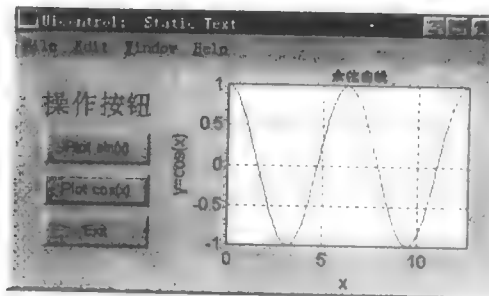 Uicontrol: Static Text
File Edit Window Help
操作按钮
Plot sin(x)
Plot cos(x)
Exit
余弦曲线
y=cos(x)
1
0.5
0
-0.5
-1
0 5 10
x